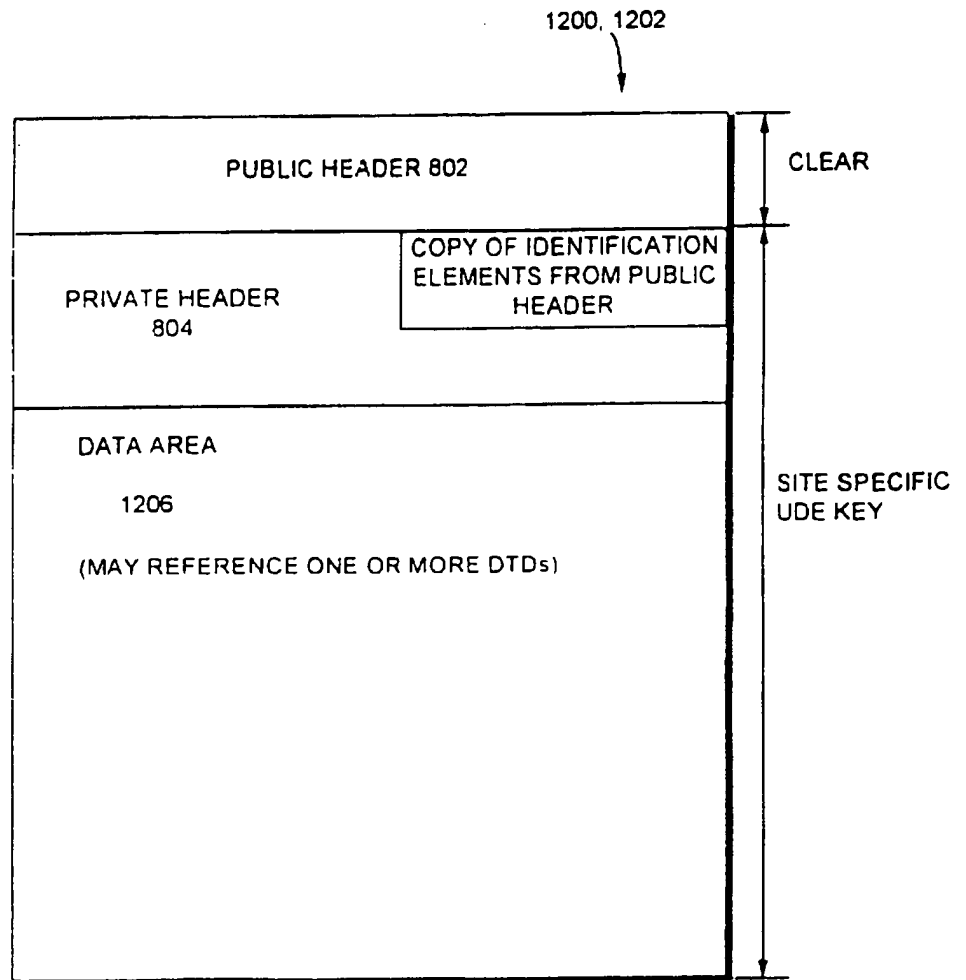 1200, 1202
PUBLIC HEADER 802
CLEAR
COPY OF IDENTIFICATION
ELEMENTS FROM PUBLIC
HEADER
PRIVATE HEADER
804
DATA AREA
1206
(MAY REFERENCE ONE OR MORE DTDs)
SITE SPECIFIC
UDE KEY